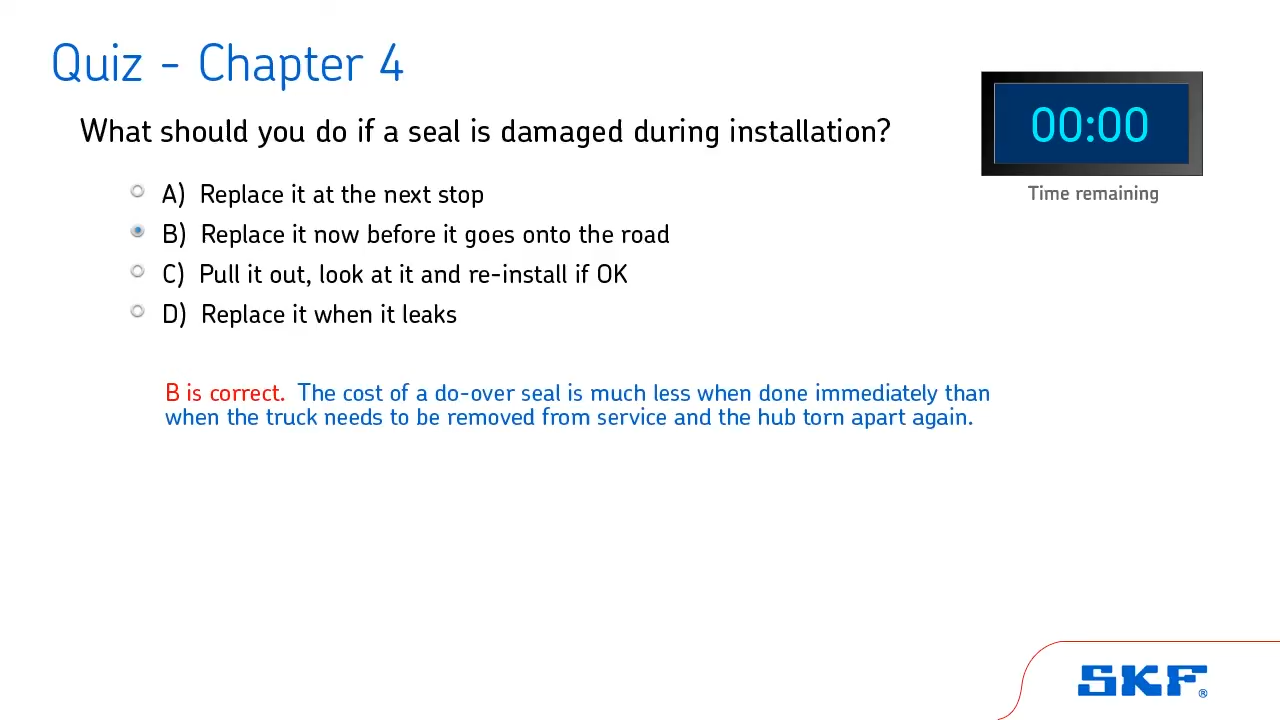 Quiz - Chapter 4
What should you do if a seal is damaged during installation?
00:00
Time remaining
A) Replace it at the next stop
B) Replace it now before it goes onto the road
C) Pull it out, look at it and re-install if OK
D) Replace it when it leaks
B is correct. The cost of a do-over seal is much less when done immediately than
when the truck needs to be removed from service and the hub torn apart again.
SKF®